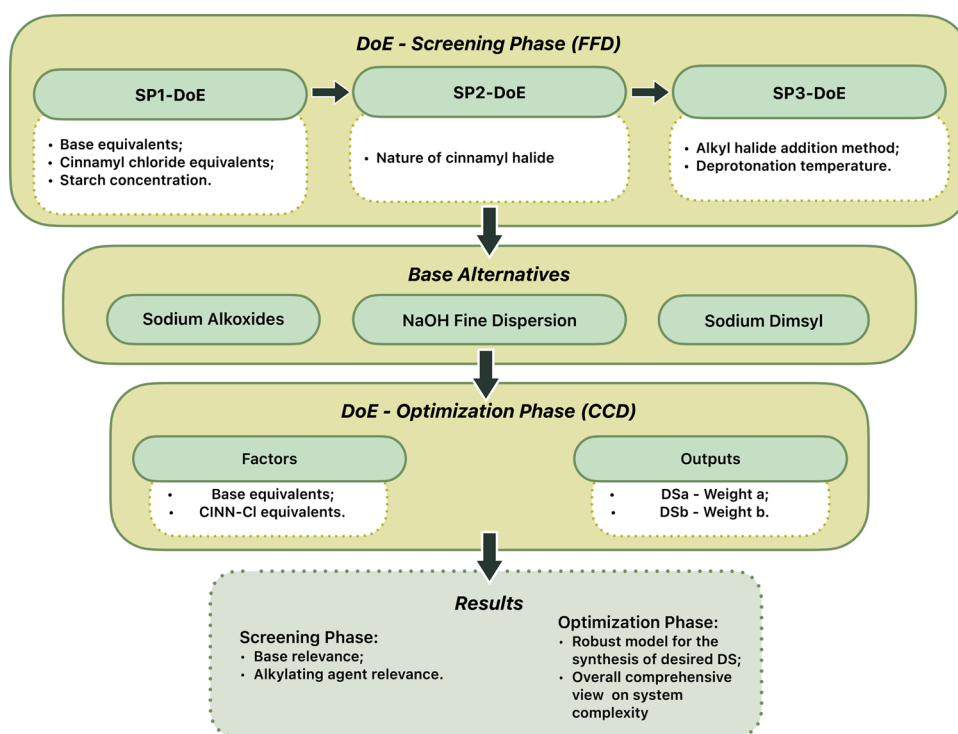 DoE - Screening Phase (FFD)
SP1-DoE
• Base equivalents;
• Cinnamyl chloride equivalents;
• Starch concentration.
SP2-DoE
• Nature of cinnamyl halide
SP3-DoE
• Alkyl halide addition method;
• Deprotonation temperature.
Base Alternatives
Sodium Alkoxides
NaOH Fine Dispersion
Sodium Dimsyl
DoE - Optimization Phase (CCD)
Factors
• Base equivalents;
• CINN-Cl equivalents.
Outputs
• DSa - Weight a;
• DSb - Weight b.
Results
Screening Phase:
• Base relevance;
• Alkylating agent relevance.
Optimization Phase:
• Robust model for the
synthesis of desired DS;
• Overall comprehensive
view on system
complexity